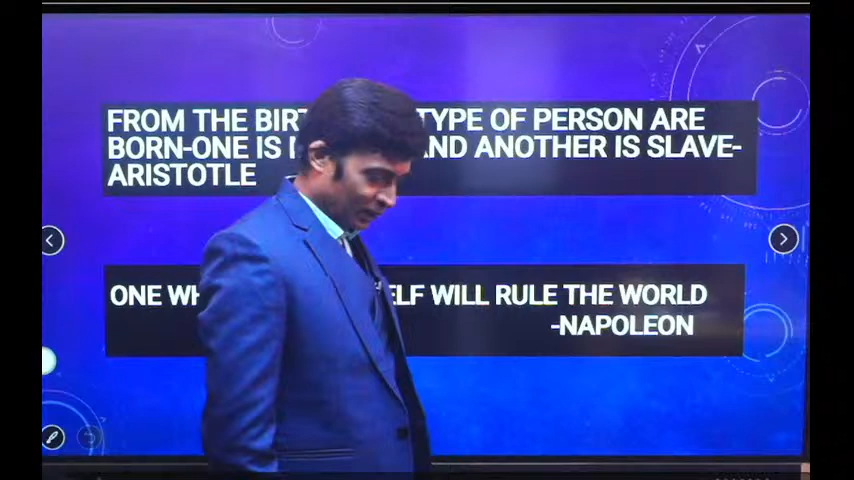 FROM THE BIRT TYPE OF PERSON ARE
BORN-ONE IS AND ANOTHER IS SLAVE-
ARISTOTLE
ONE WH ELF WILL RULE THE WORLD
-NAPOLEON